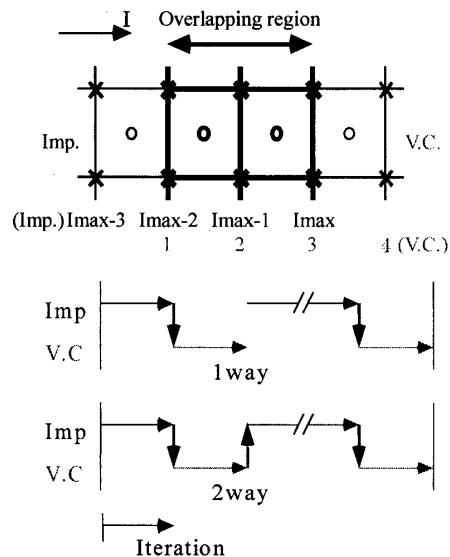 I Overlapping region
Imp. V.C.
(Imp.) Imax-3 Imax-2 Imax-1 Imax
1 2 3 4 (V.C.)
Imp
V.C
1way
Imp
V.C
2way
Iteration